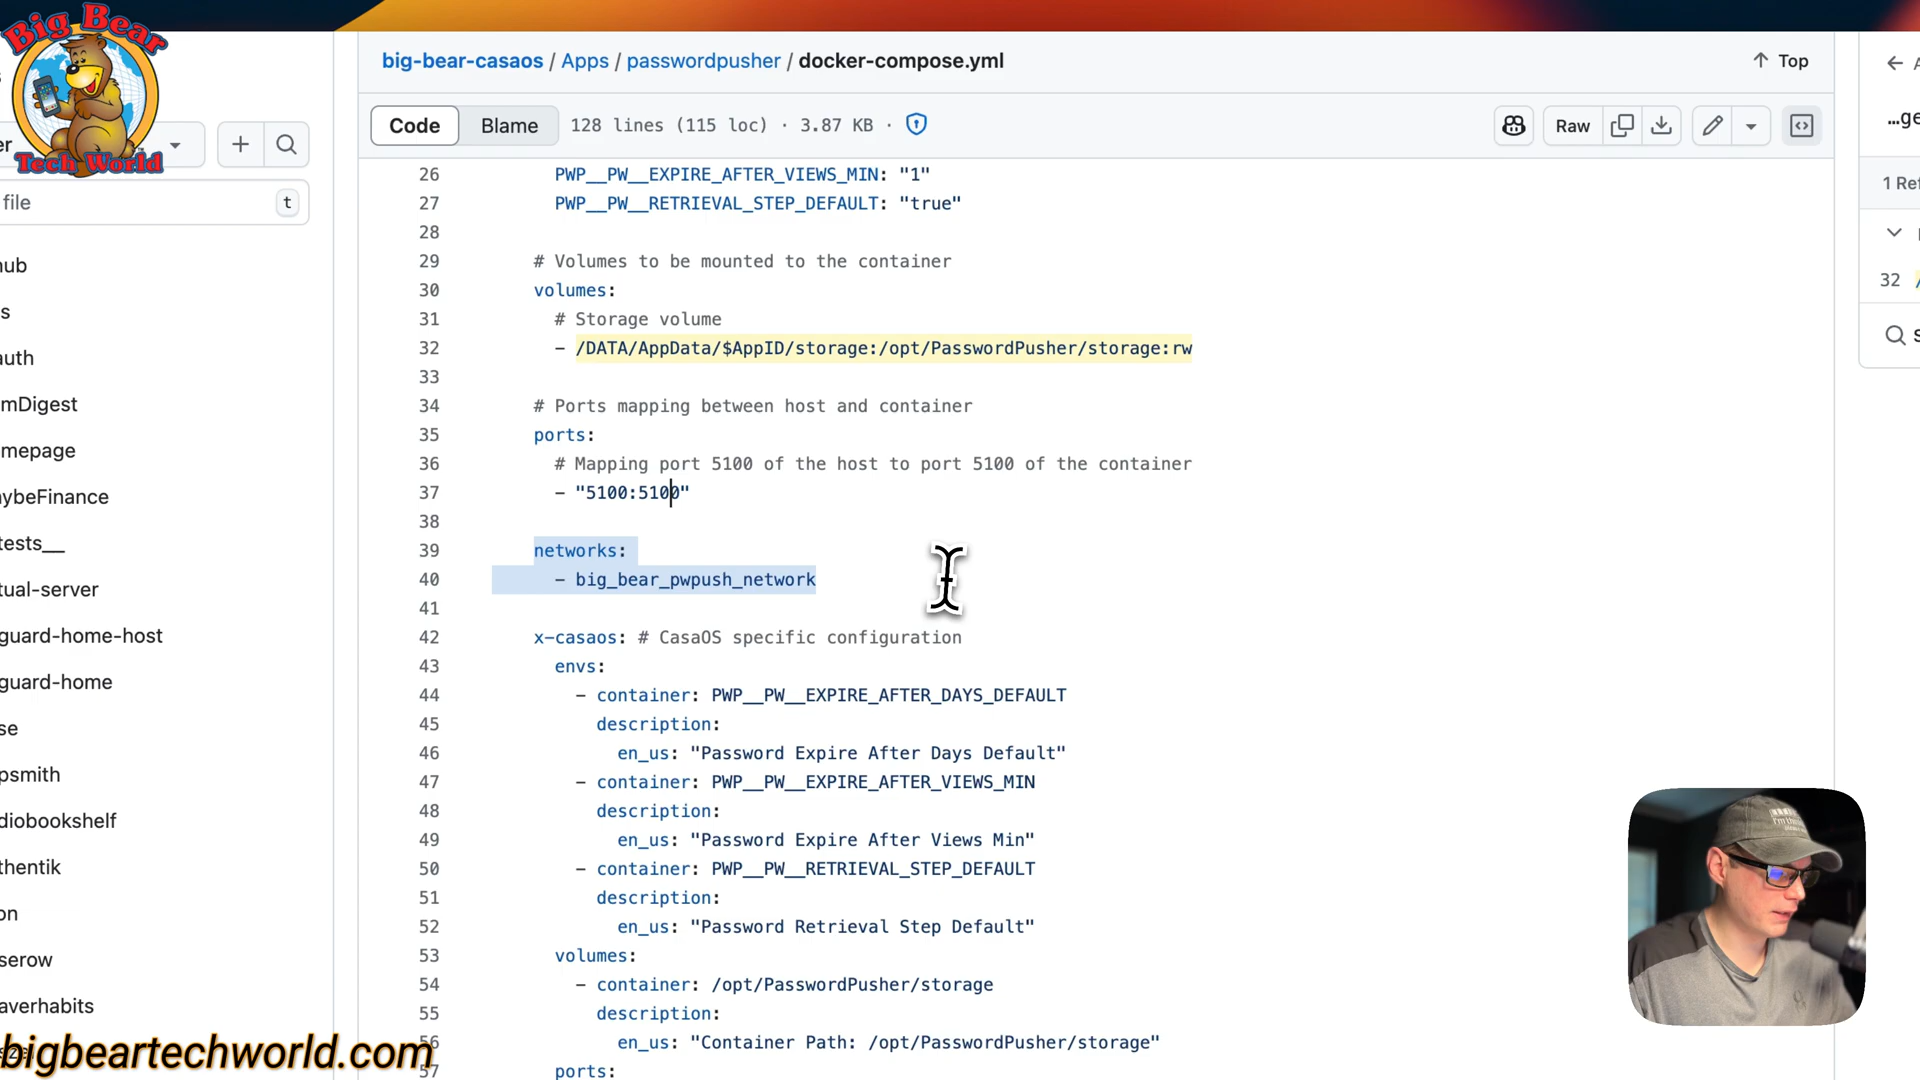 Big Bear
Tech World
er
file
t
nub
s
auth
mDigest
mepage
ybeFinance
tests__
tual-server
guard-home-host
guard-home
se
psmith
diobookshelf
thentik
on
serow
averhabits
bigbeartechworld.com
big-bear-casaos / Apps / passwordpusher / docker-compose.yml
Top
Code
Blame
128 lines (115 loc) · 3.87 KB ·
Raw
26 PWP__PW__EXPIRE_AFTER_VIEWS_MIN: "1"
27 PWP__PW__RETRIEVAL_STEP_DEFAULT: "true"
28
29 # Volumes to be mounted to the container
30 volumes:
31 # Storage volume
32 - /DATA/AppData/$AppID/storage:/opt/PasswordPusher/storage:rw
33
34 # Ports mapping between host and container
35 ports:
36 # Mapping port 5100 of the host to port 5100 of the container
37 - "5100:5100"
38
39 networks:
40 - big_bear_pwpush_network
41
42 x-casaos: # CasaOS specific configuration
43 envs:
44 - container: PWP__PW__EXPIRE_AFTER_DAYS_DEFAULT
45 description:
46 en_us: "Password Expire After Days Default"
47 - container: PWP__PW__EXPIRE_AFTER_VIEWS_MIN
48 description:
49 en_us: "Password Expire After Views Min"
50 - container: PWP__PW__RETRIEVAL_STEP_DEFAULT
51 description:
52 en_us: "Password Retrieval Step Default"
53 volumes:
54 - container: /opt/PasswordPusher/storage
55 description:
56 en_us: "Container Path: /opt/PasswordPusher/storage"
57 ports:
...ge
1 Ref
32